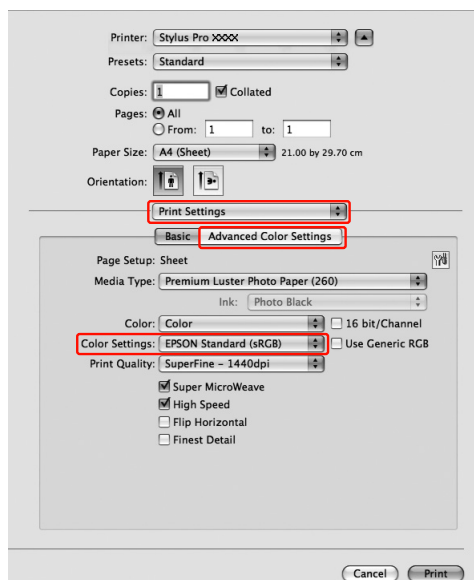 Printer: Stylus Pro XXXX
Presets: Standard
Copies: 1 Collated
Pages: All
From: 1 to: 1
Paper Size: A4 (Sheet) 21.00 by 29.70 cm
Orientation:
Print Settings
Basic Advanced Color Settings
Page Setup: Sheet
Media Type: Premium Luster Photo Paper (260)
Ink: Photo Black
Color: Color 16 bit/Channel
Color Settings: EPSON Standard (sRGB) Use Generic RGB
Print Quality: SuperFine - 1440dpi
Super MicroWeave
High Speed
Flip Horizontal
Finest Detail
Cancel Print